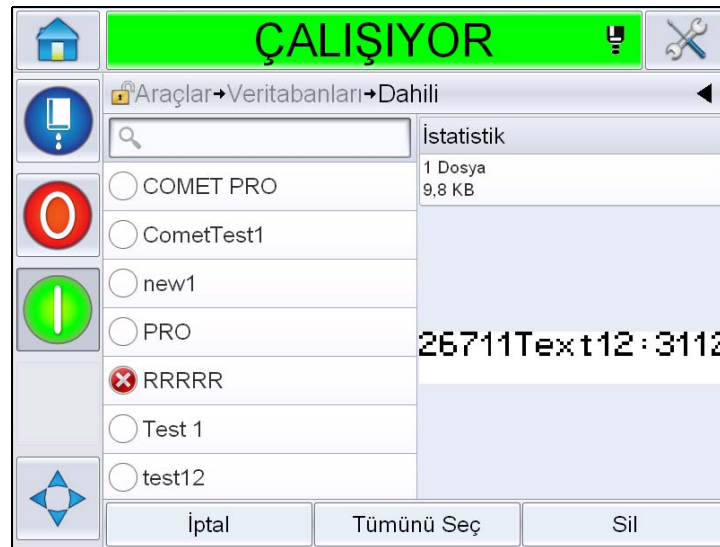 ÇALIŞIYOR
Araçlar→Veritabanları→Dahili
İstatistik
1 Dosya
9,8 KB
COMET PRO
CometTest1
new1
PRO
RRRRR
Test 1
test12
26711Text12:3112
İptal
Tümünü Seç
Sil